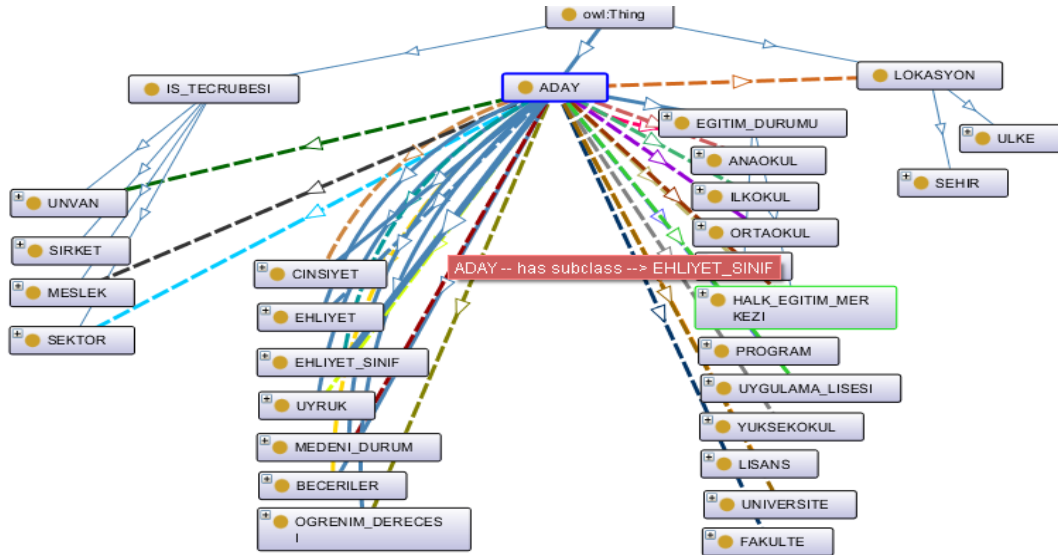 owl:Thing
IS_TECRUBESI
ADAY
LOKASYON
EGITIM_DURUMU
ULKE
ANAOKUL
SEHIR
UNVAN
ILKOKUL
ORTAOKUL
SIRKET
CINSIYET
ADAY -- has subclass --> EHLIYET_SINIF
MESLEK
HALK_EGITIM_MER
KEZI
EHLIYET
SEKTOR
PROGRAM
EHLIYET_SINIF
UYGULAMA_LISESI
UYRUK
YUKSEKOKUL
MEDENI_DURUM
LISANS
BECERILER
UNIVERSITE
OGRENIM_DERECES
I
FAKULTE